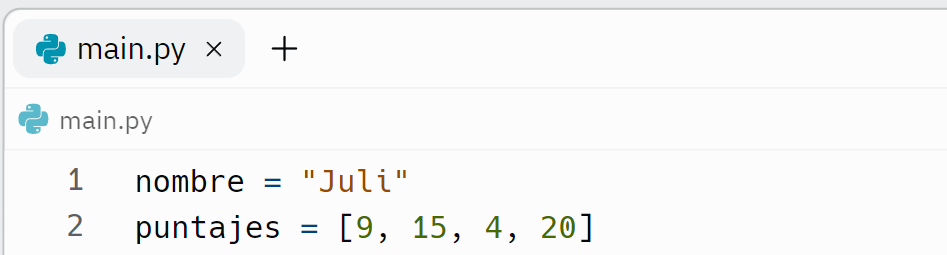 main.py × +
main.py
1 nombre = "Juli"
2 puntajes = [9, 15, 4, 20]